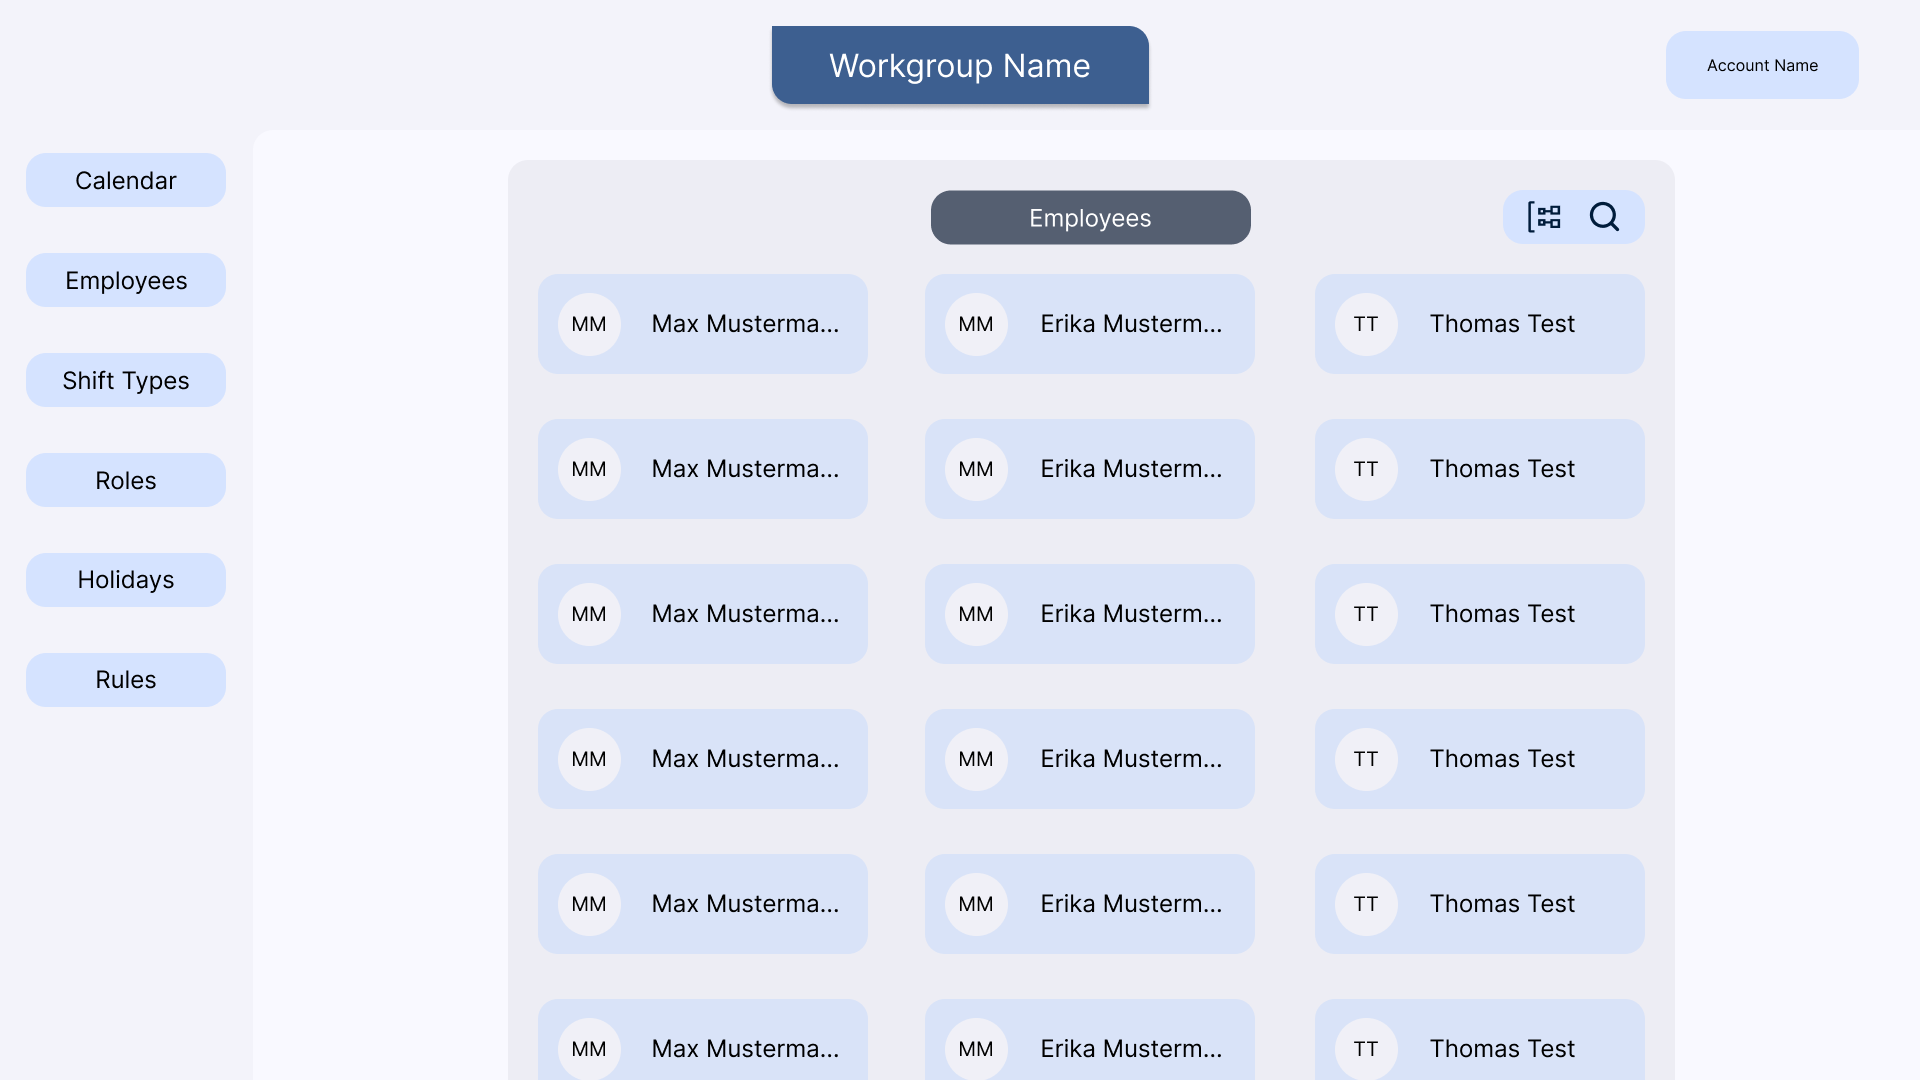 Workgroup Name
Account Name
Calendar
Employees
Shift Types
Roles
Holidays
Rules
Employees
MM Max Musterma...
MM Erika Musterm...
TT Thomas Test
MM Max Musterma...
MM Erika Musterm...
TT Thomas Test
MM Max Musterma...
MM Erika Musterm...
TT Thomas Test
MM Max Musterma...
MM Erika Musterm...
TT Thomas Test
MM Max Musterma...
MM Erika Musterm...
TT Thomas Test
MM Max Musterma...
MM Erika Musterm...
TT Thomas Test